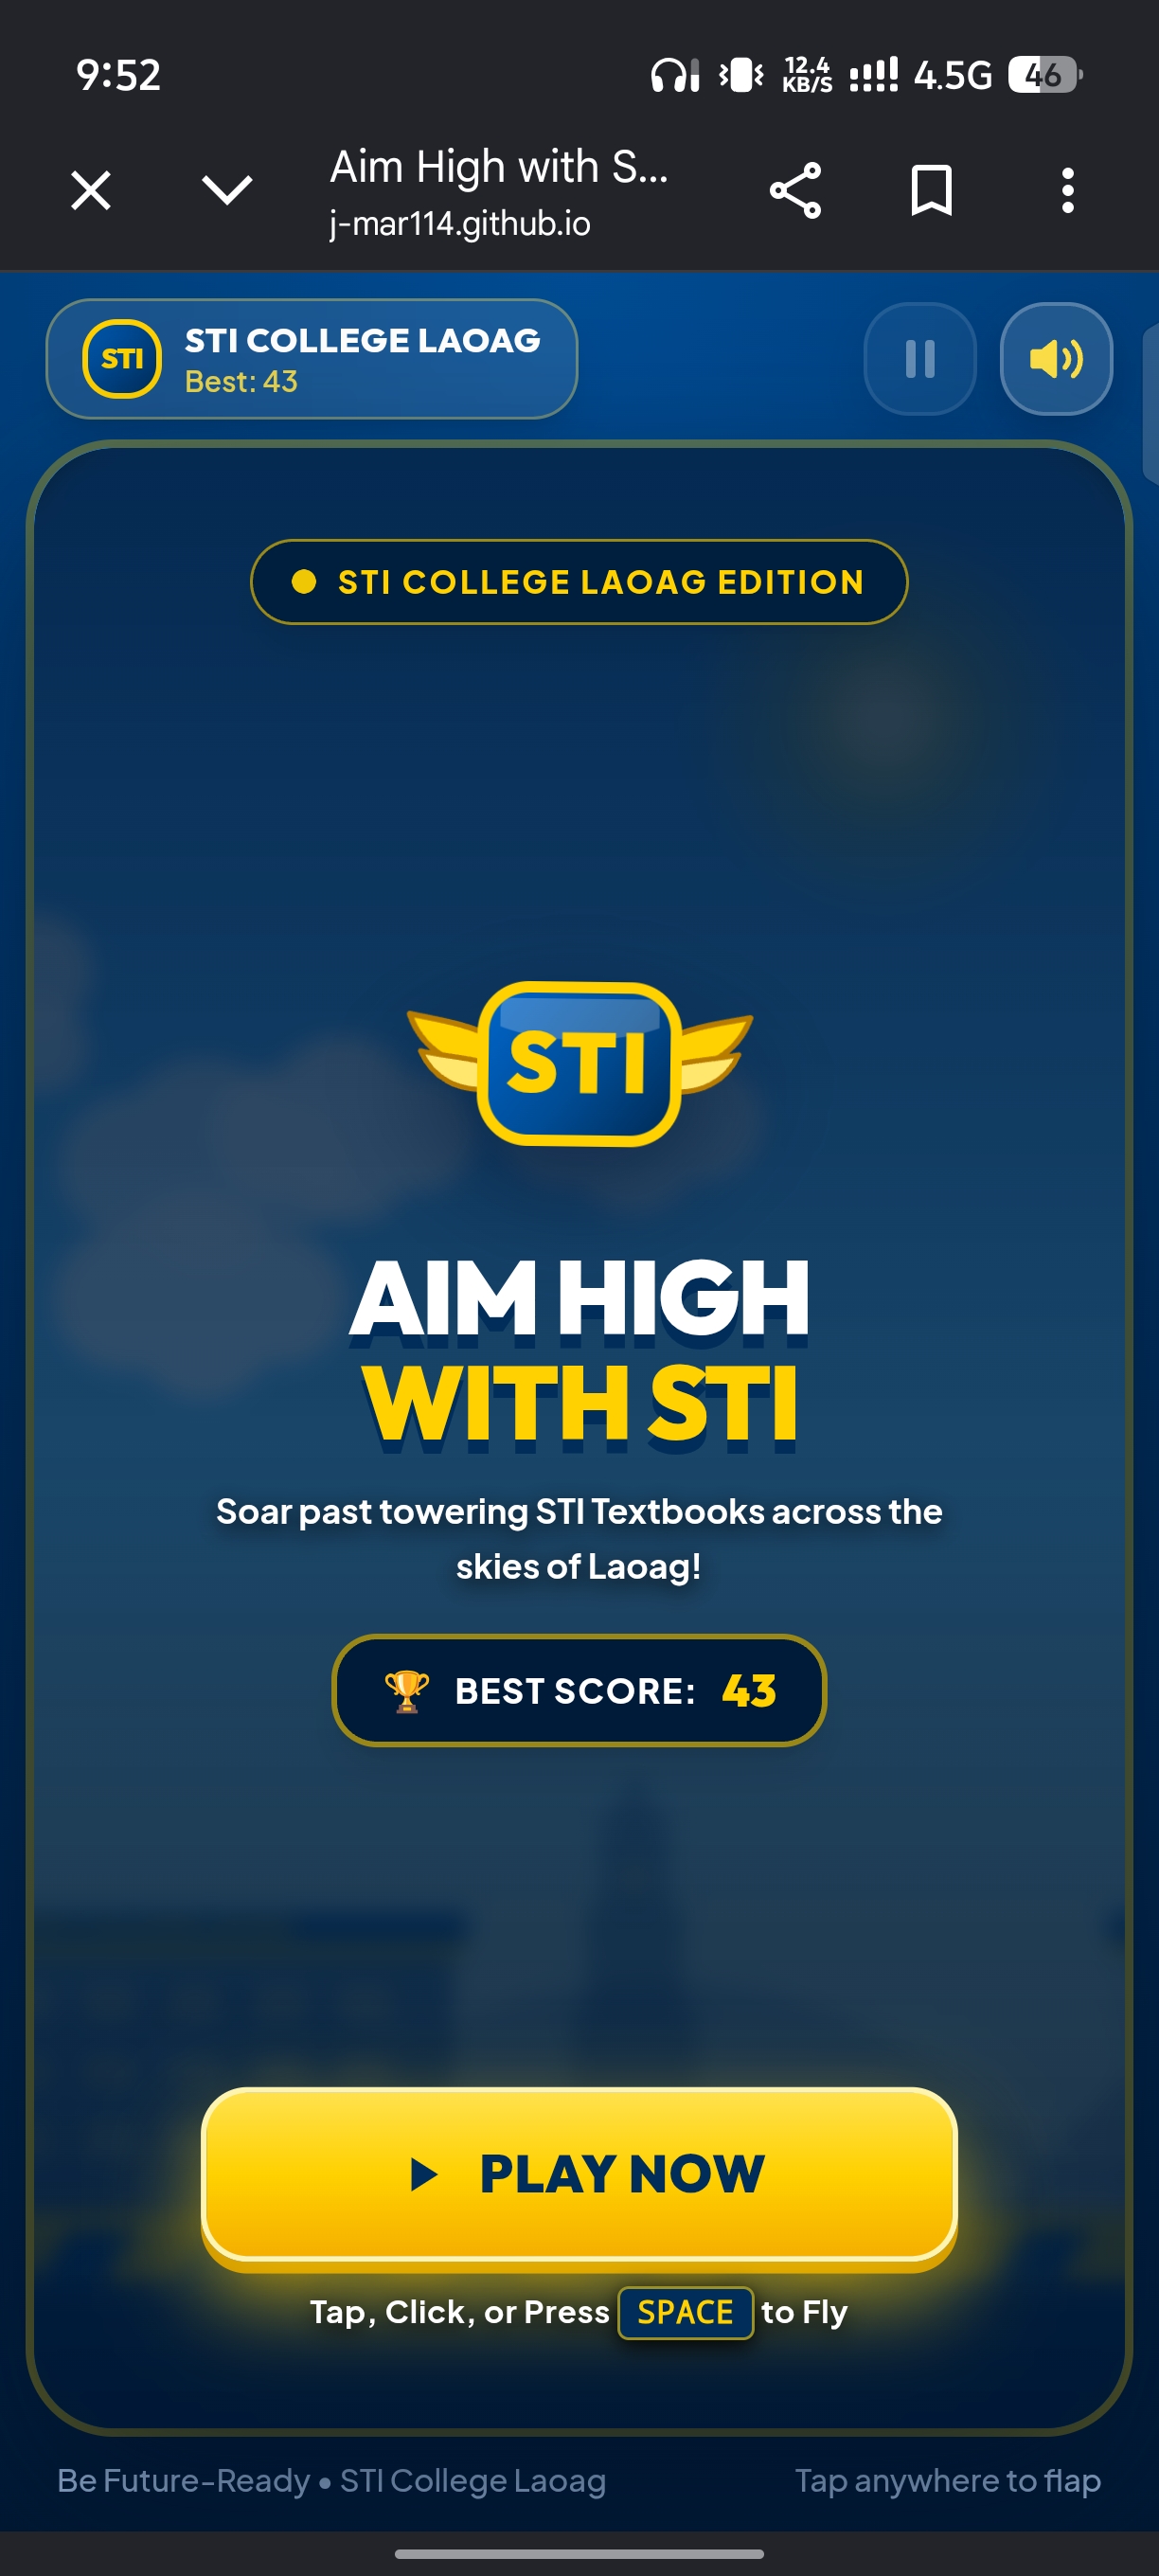 9:52
12.4
KB/S
4.5G
46
Aim High with S...
j-mar114.github.io
STI
STI COLLEGE LAOAG
Best: 43
STI COLLEGE LAOAG EDITION
STI
AIM HIGH
WITH STI
Soar past towering STI Textbooks across the
skies of Laoag!
🏆 BEST SCORE: 43
PLAY NOW
Tap, Click, or Press SPACE to Fly
Be Future-Ready • STI College Laoag
Tap anywhere to flap